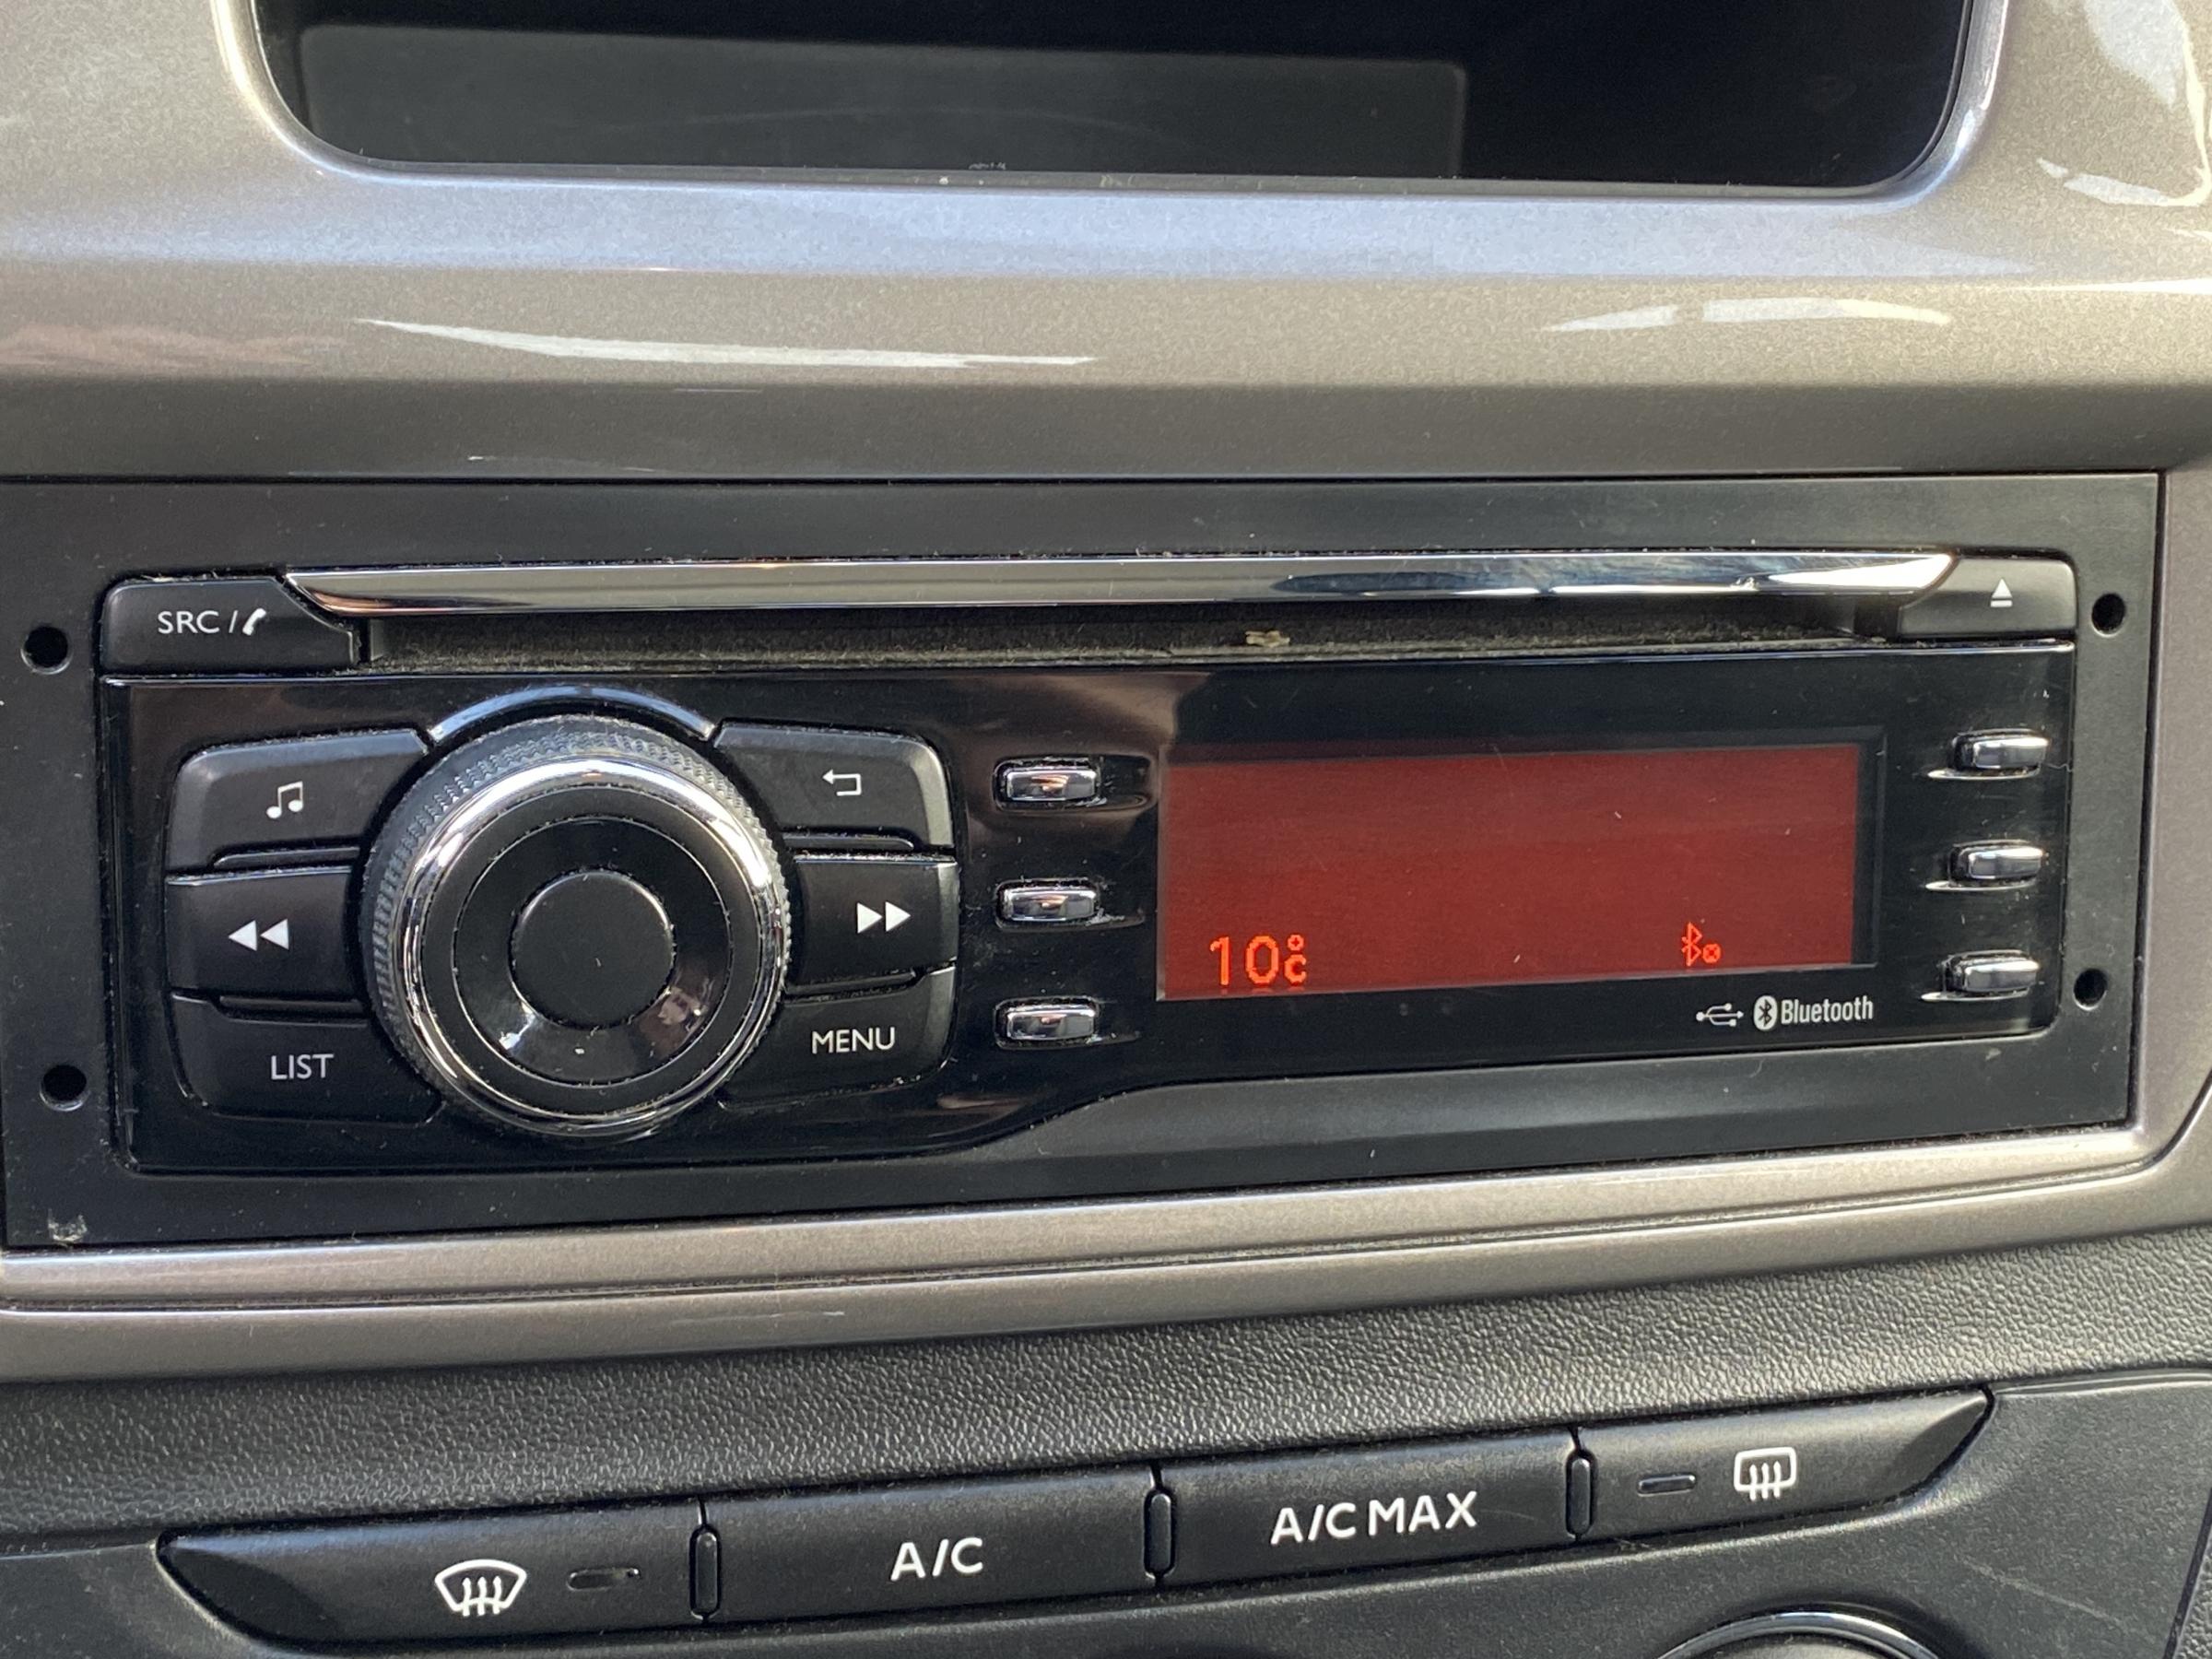 SRC /
10°C
Bluetooth
MENU
LIST
A/C
A/C MAX